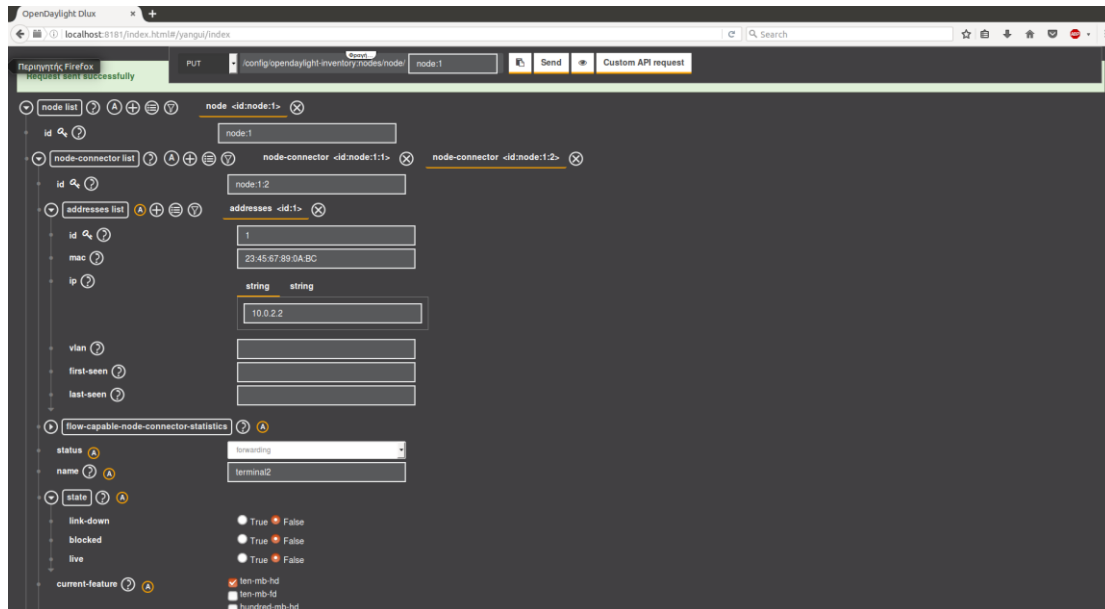 OpenDaylight Dlux × +
localhost:8181/index.html#/yangui/index
Search
Περιηγητής Firefox
Request sent successfully
PUT /config/opendaylight-inventory:nodes/node/ node:1 Send Custom API request
Φραγή
node list node <id:node:1>
id node:1
node-connector list node-connector <id:node:1:1> node-connector <id:node:1:2>
id node:1:2
addresses list addresses <id:1>
id 1
mac 23:45:67:89:0A:BC
ip string string
10.0.2.2
vlan
first-seen
last-seen
flow-capable-node-connector-statistics
status forwarding
name terminal2
state
link-down True False
blocked True False
live True False
current-feature ten-mb-hd
ten-mb-fd
hundred-mb-hd